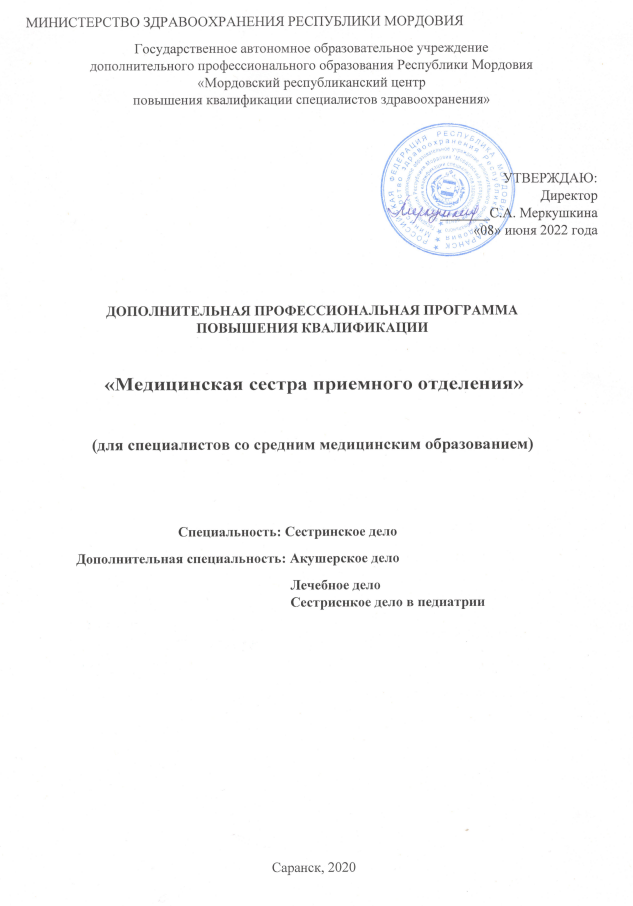 МИНИСТЕРСТВО ЗДРАВООХРАНЕНИЯ РЕСПУБЛИКИ МОРДОВИЯ
Государственное автономное образовательное учреждение
дополнительного профессионального образования Республики Мордовия
«Мордовский республиканский центр
повышения квалификации специалистов здравоохранения»
УТВЕРЖДАЮ:
Директор
С.А. Меркушкина
«08» июня 2022 года
ДОПОЛНИТЕЛЬНАЯ ПРОФЕССИОНАЛЬНАЯ ПРОГРАММА
ПОВЫШЕНИЯ КВАЛИФИКАЦИИ
«Медицинская сестра приемного отделения»
(для специалистов со средним медицинским образованием)
Специальность: Сестринское дело
Дополнительная специальность: Акушерское дело
Лечебное дело
Сестриснкое дело в педиатрии
Саранск, 2020